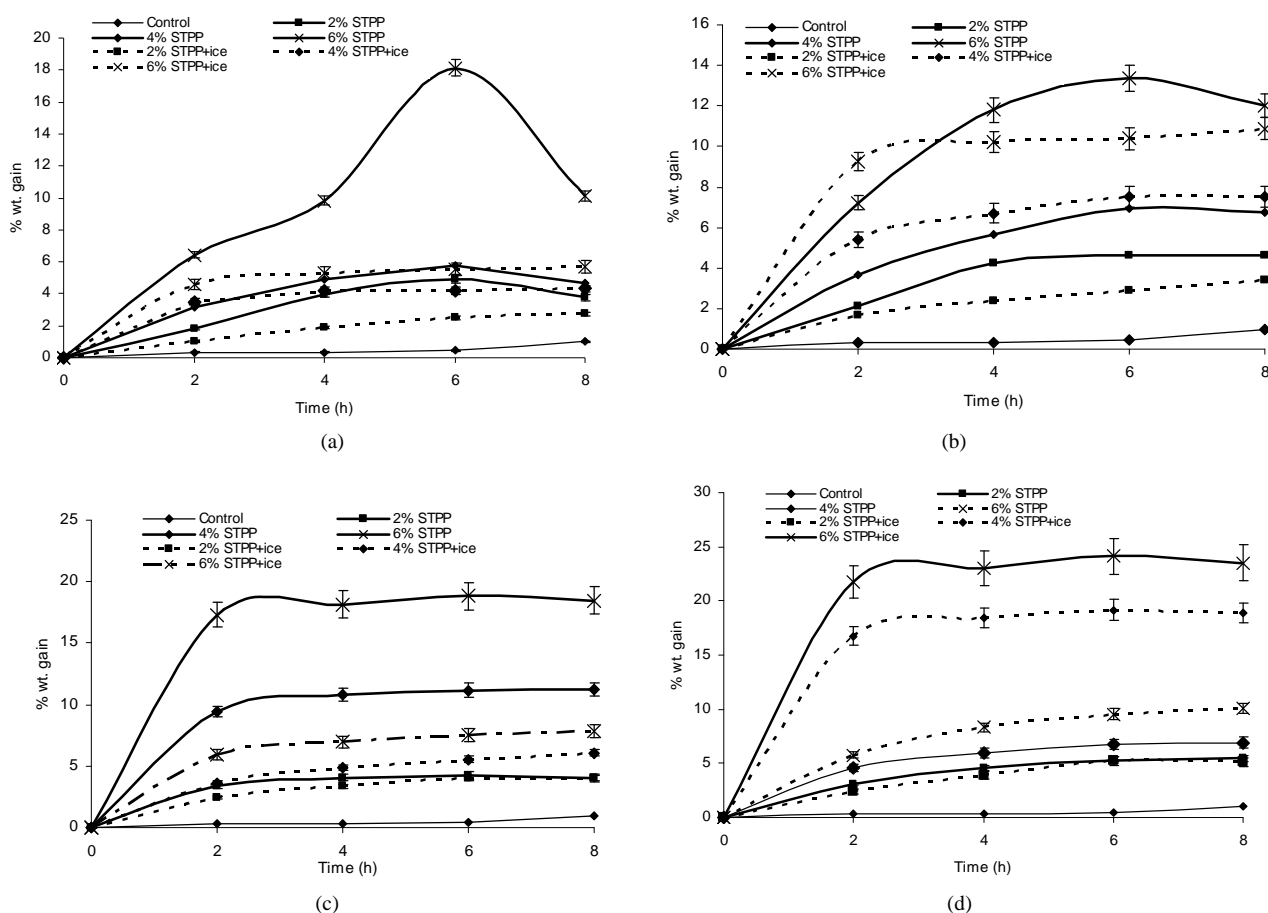 Control 2% STPP
4% STPP 6% STPP
2% STPP+ice 4% STPP+ice
6% STPP+ice
20
18
16
14
12
10
8
6
4
2
0
% wt. gain
0 2 4 6 8
Time (h)
(a)
Control 2% STPP
4% STPP 6% STPP
2% STPP+ice 4% STPP+ice
6% STPP+ice
16
14
12
10
8
6
4
2
0
% wt. gain
0 2 4 6 8
Time (h)
(b)
Control 2% STPP
4% STPP 6% STPP
2% STPP+ice 4% STPP+ice
6% STPP+ice
25
20
15
10
5
0
% wt. gain
0 2 4 6 8
Time (h)
(c)
Control 2% STPP
4% STPP 6% STPP
2% STPP+ice 4% STPP+ice
6% STPP+ice
30
25
20
15
10
5
0
% wt. gain
0 2 4 6 8
Time (h)
(d)